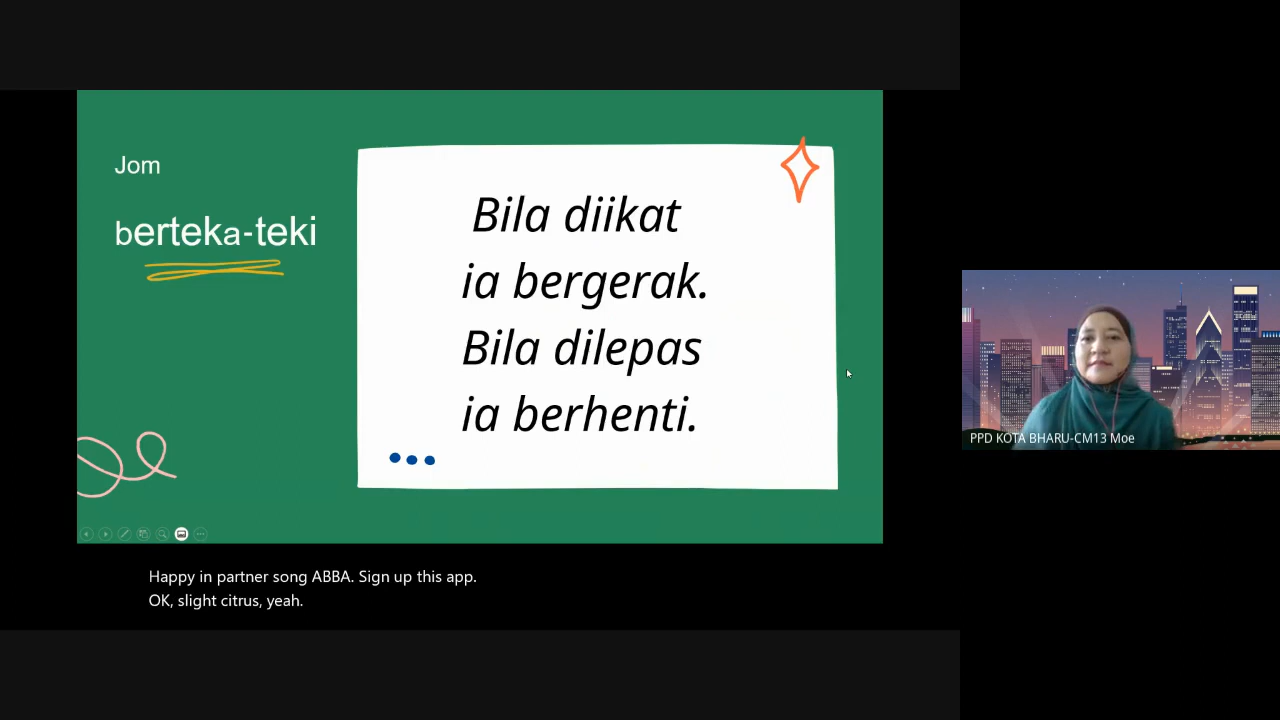 Jom
berteka-teki
Bila diikat
ia bergerak.
Bila dilepas
ia berhenti.
PPD KOTA BHARU-CM13 Moe
Happy in partner song ABBA. Sign up this app.
OK, slight citrus, yeah.